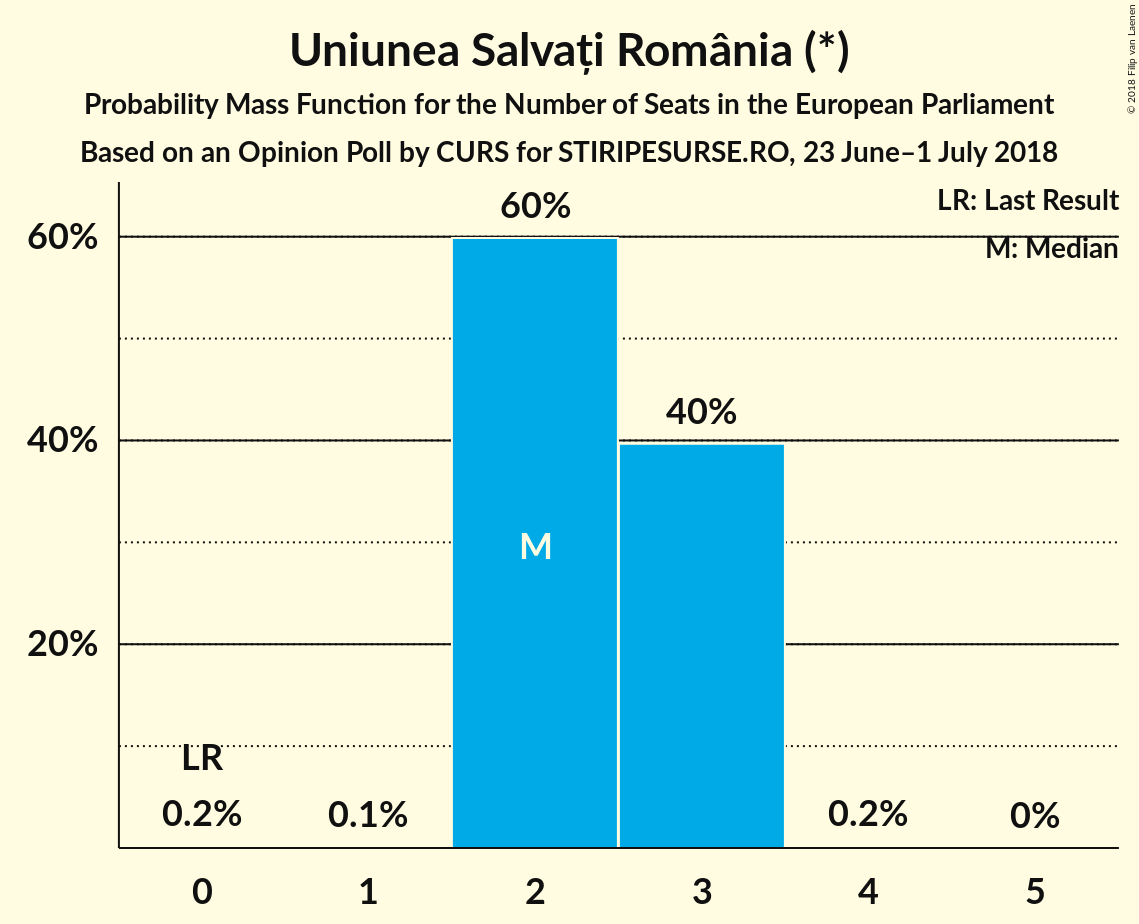 Uniunea Salvați România (*)
Probability Mass Function for the Number of Seats in the European Parliament
Based on an Opinion Poll by CURS for STIRIPESURSE.RO, 23 June–1 July 2018
© 2018 Filip van Laenen
LR: Last Result
M: Median
60%
40%
20%
60%
40%
M
LR
0.2%
0.1%
0.2%
0%
0 1 2 3 4 5